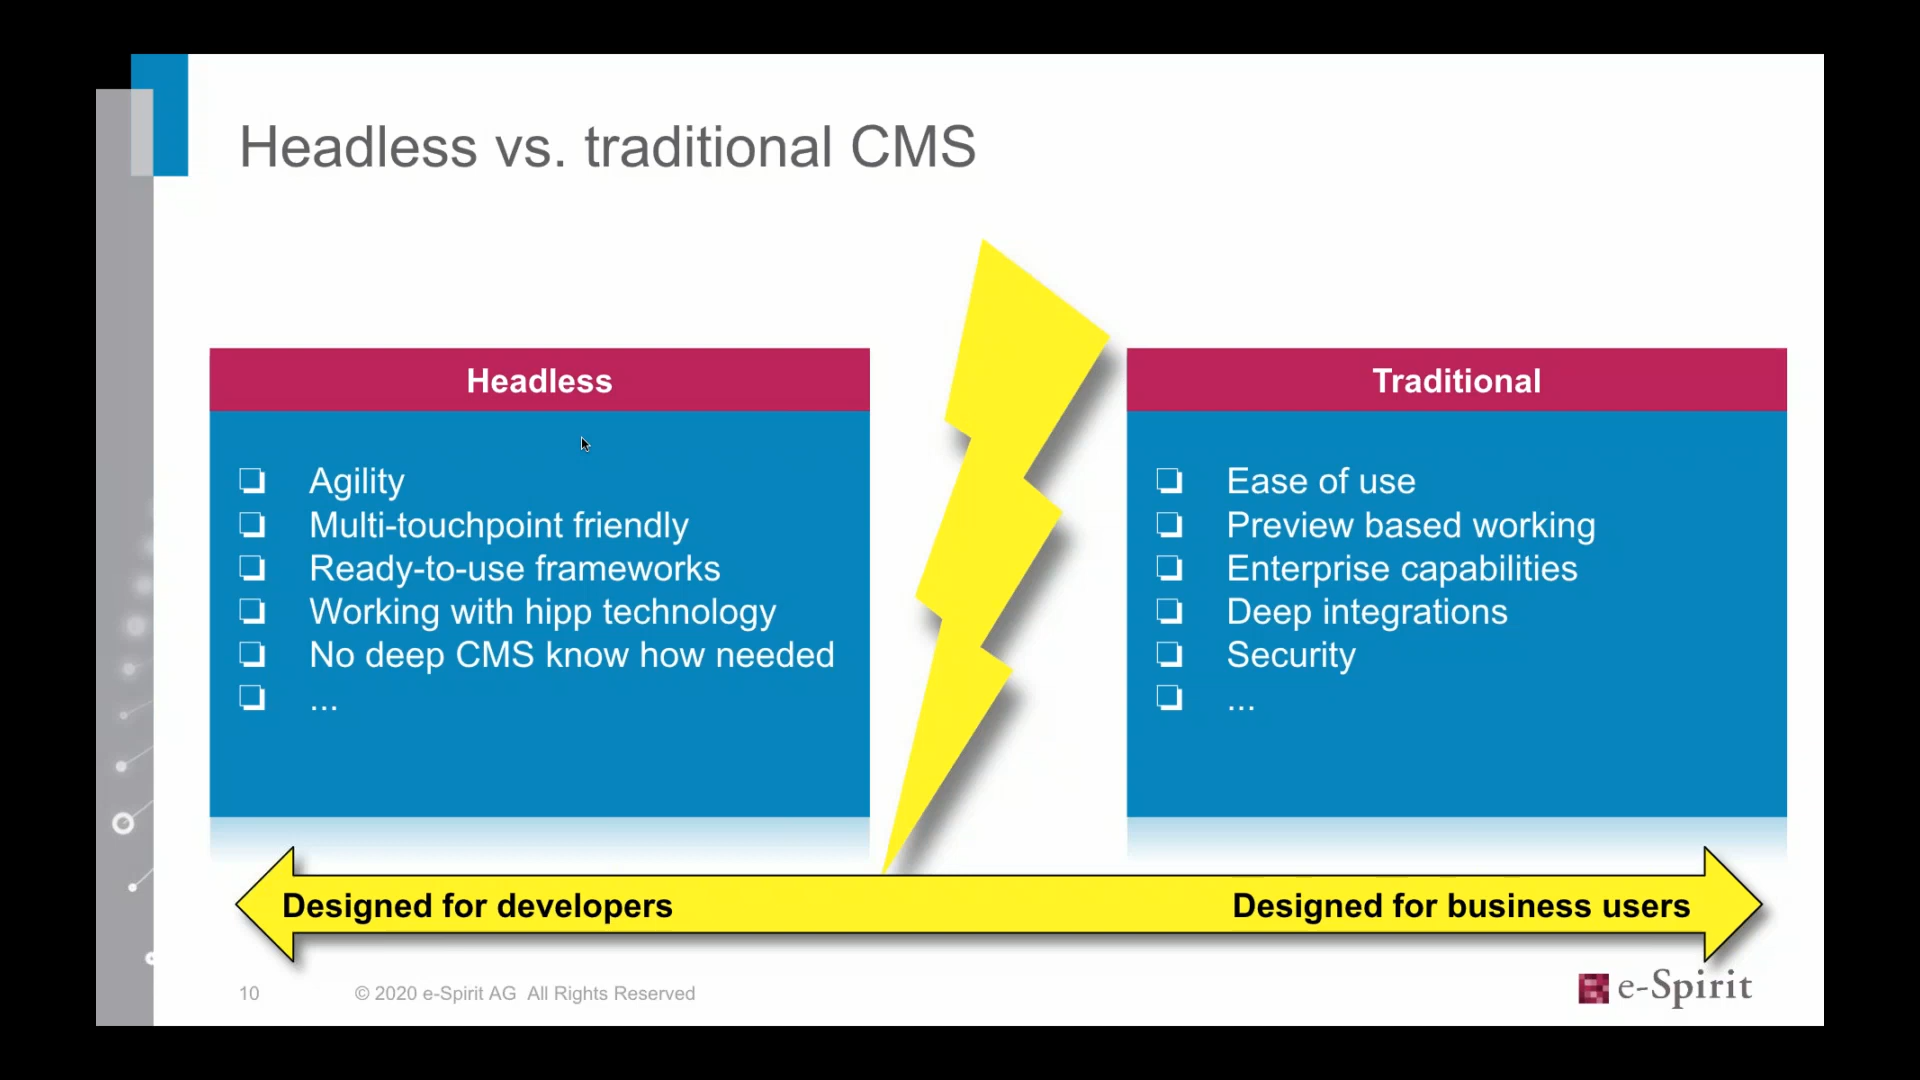 Headless vs. traditional CMS
Headless
Agility
Multi-touchpoint friendly
Ready-to-use frameworks
Working with hipp technology
No deep CMS know how needed
...
Traditional
Ease of use
Preview based working
Enterprise capabilities
Deep integrations
Security
...
Designed for developers
Designed for business users
10
© 2020 e-Spirit AG All Rights Reserved
e-Spirit